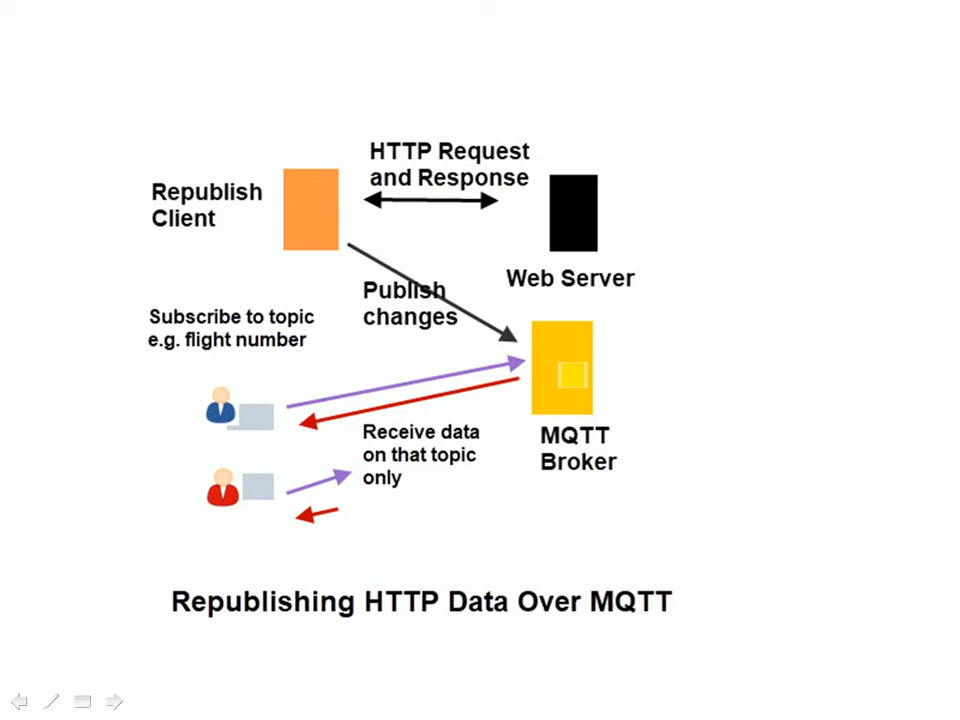 HTTP Request
and Response
Republish
Client
Web Server
Publish
changes
Subscribe to topic
e.g. flight number
Receive data
on that topic
only
MQTT
Broker
Republishing HTTP Data Over MQTT